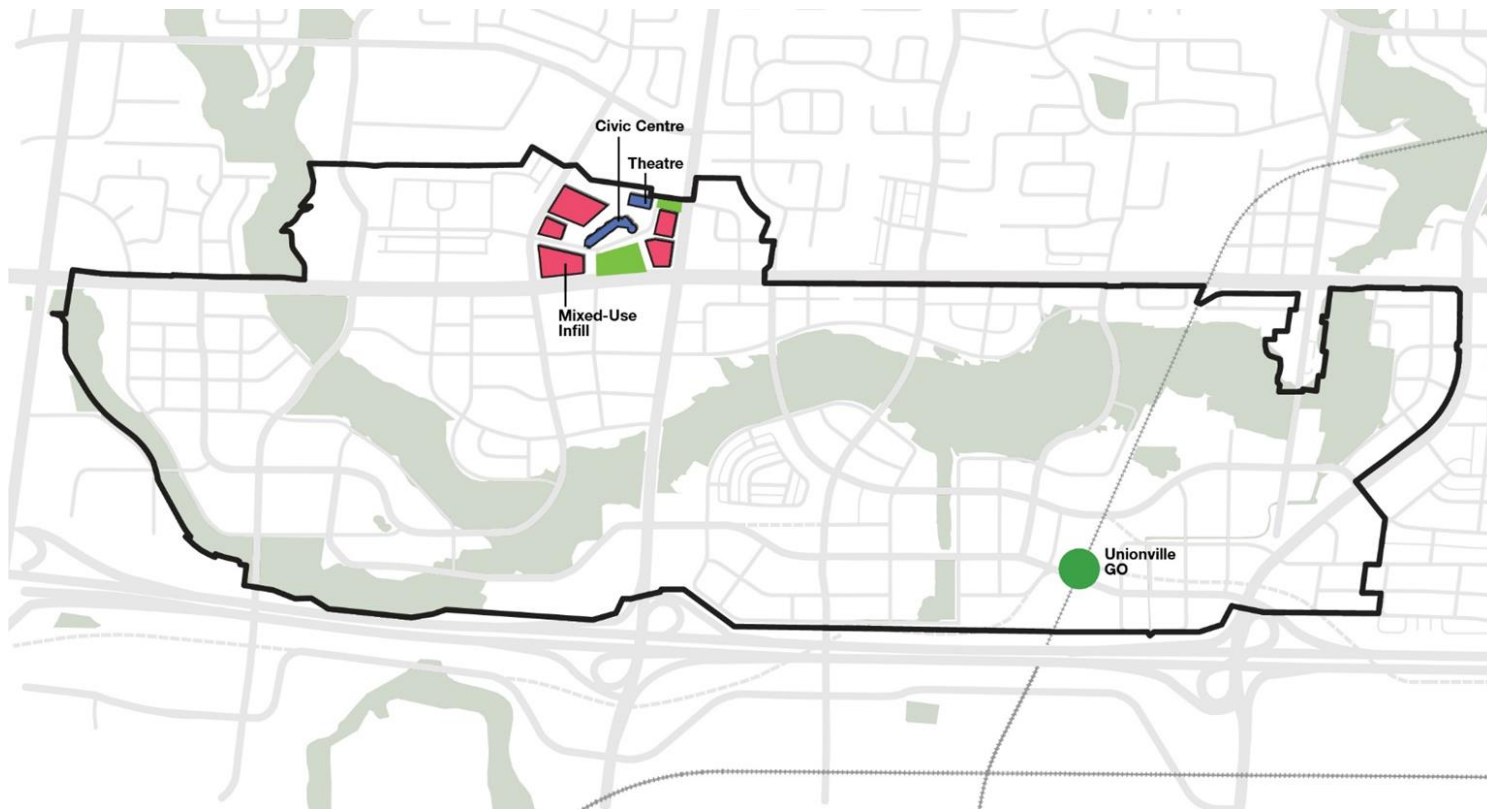 Civic Centre
Theatre
Mixed-Use
Infill
Unionville
GO